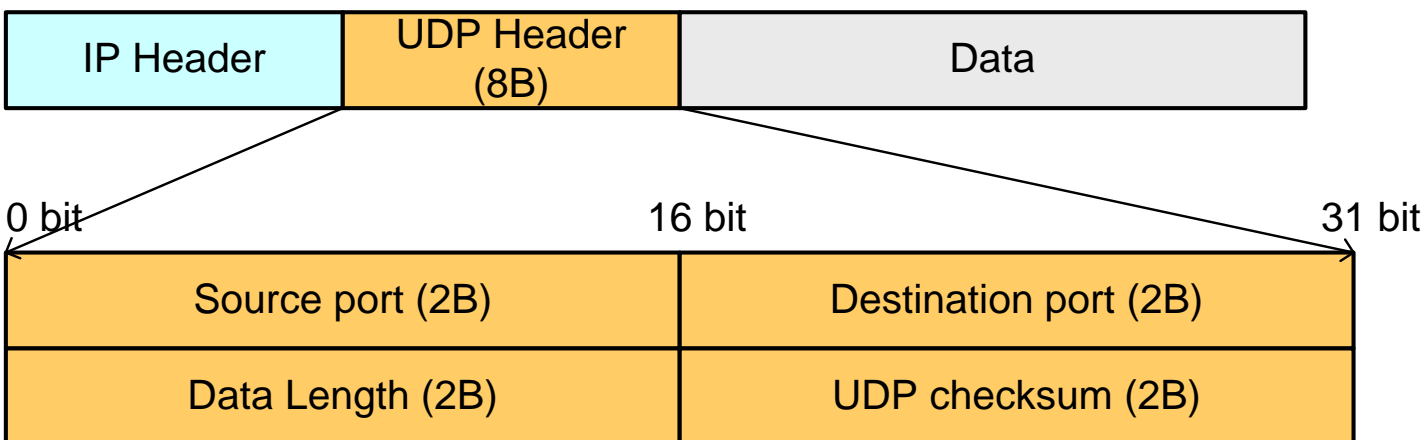 IP Header
UDP Header
(8B)
Data
0 bit
16 bit
31 bit
Source port (2B)
Destination port (2B)
Data Length (2B)
UDP checksum (2B)